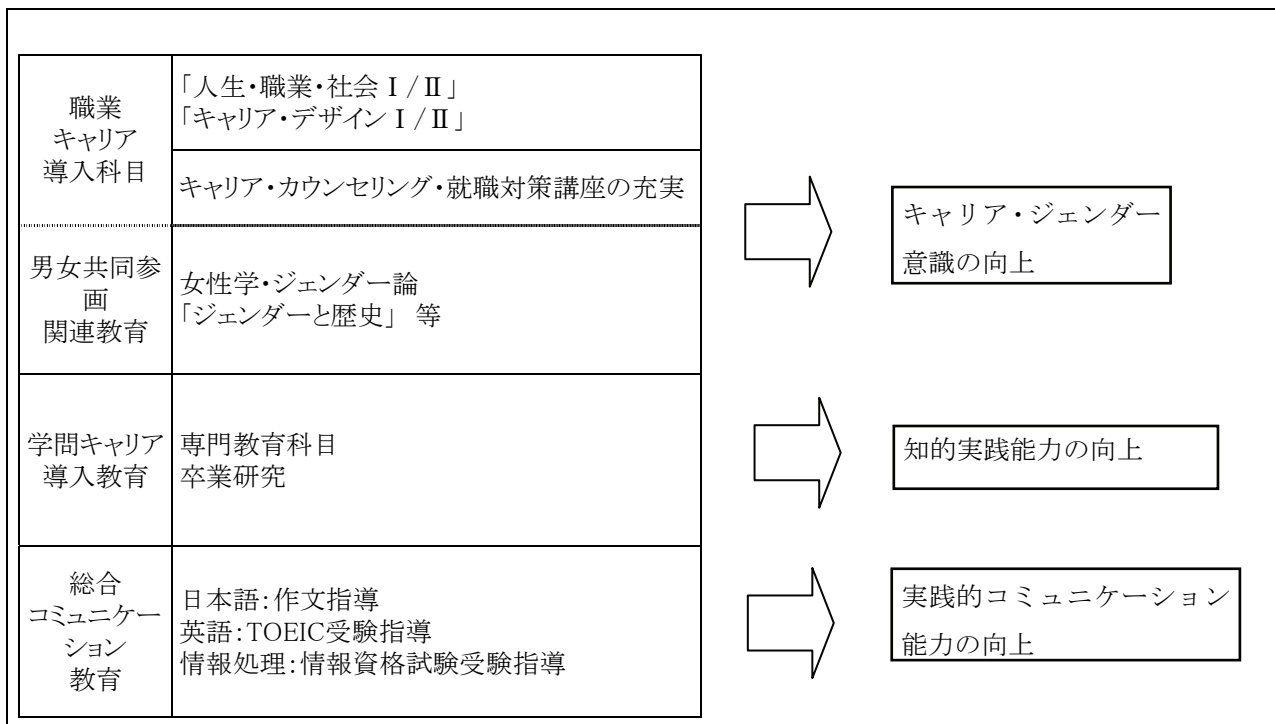 職業
キャリア
導入科目
「人生・職業・社会Ⅰ/Ⅱ」
「キャリア・デザインⅠ/Ⅱ」
キャリア・カウンセリング・就職対策講座の充実
男女共同参
画
関連教育
女性学・ジェンダー論
「ジェンダーと歴史」 等
キャリア・ジェンダー
意識の向上
学問キャリア
導入教育
専門教育科目
卒業研究
知的実践能力の向上
総合
コミュニケー
ション
教育
日本語:作文指導
英語:TOEIC受験指導
情報処理:情報資格試験受験指導
実践的コミュニケーション
能力の向上